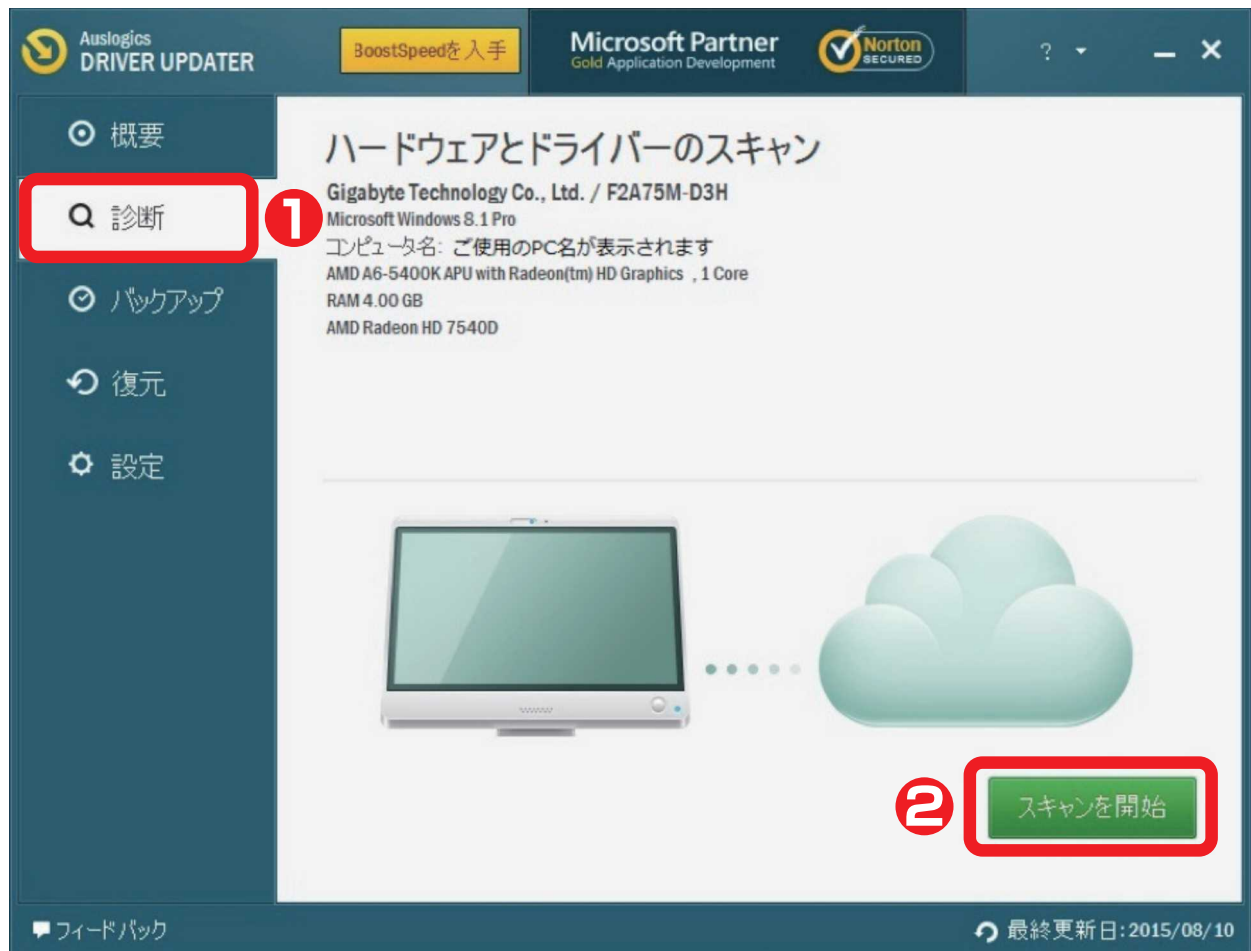 Auslogics
DRIVER UPDATER
BoostSpeedを入手
Microsoft Partner
Gold Application Development
Norton
SECURED
?
概要
診断
1
バックアップ
復元
設定
ハードウェアとドライバーのスキャン
Gigabyte Technology Co., Ltd. / F2A75M-D3H
Microsoft Windows 8.1 Pro
コンピュータ名: ご使用のPC名が表示されます
AMD A6-5400K APU with Radeon(tm) HD Graphics , 1 Core
RAM 4.00 GB
AMD Radeon HD 7540D
2
スキャンを開始
フィードバック
最終更新日:2015/08/10